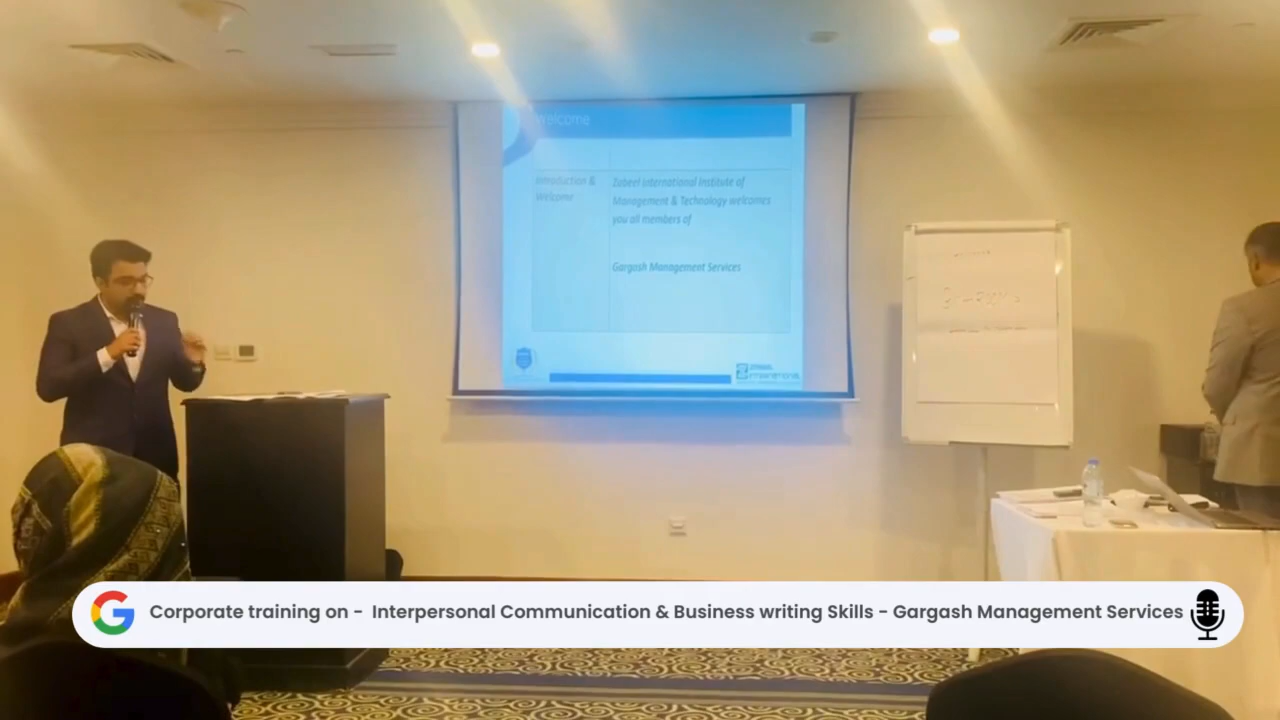 Welcome
Introduction &
Welcome
Zabeel International Institute of
Management & Technology welcomes
you all members of
Gargash Management Services
Corporate training on - Interpersonal Communication & Business writing Skills - Gargash Management Services